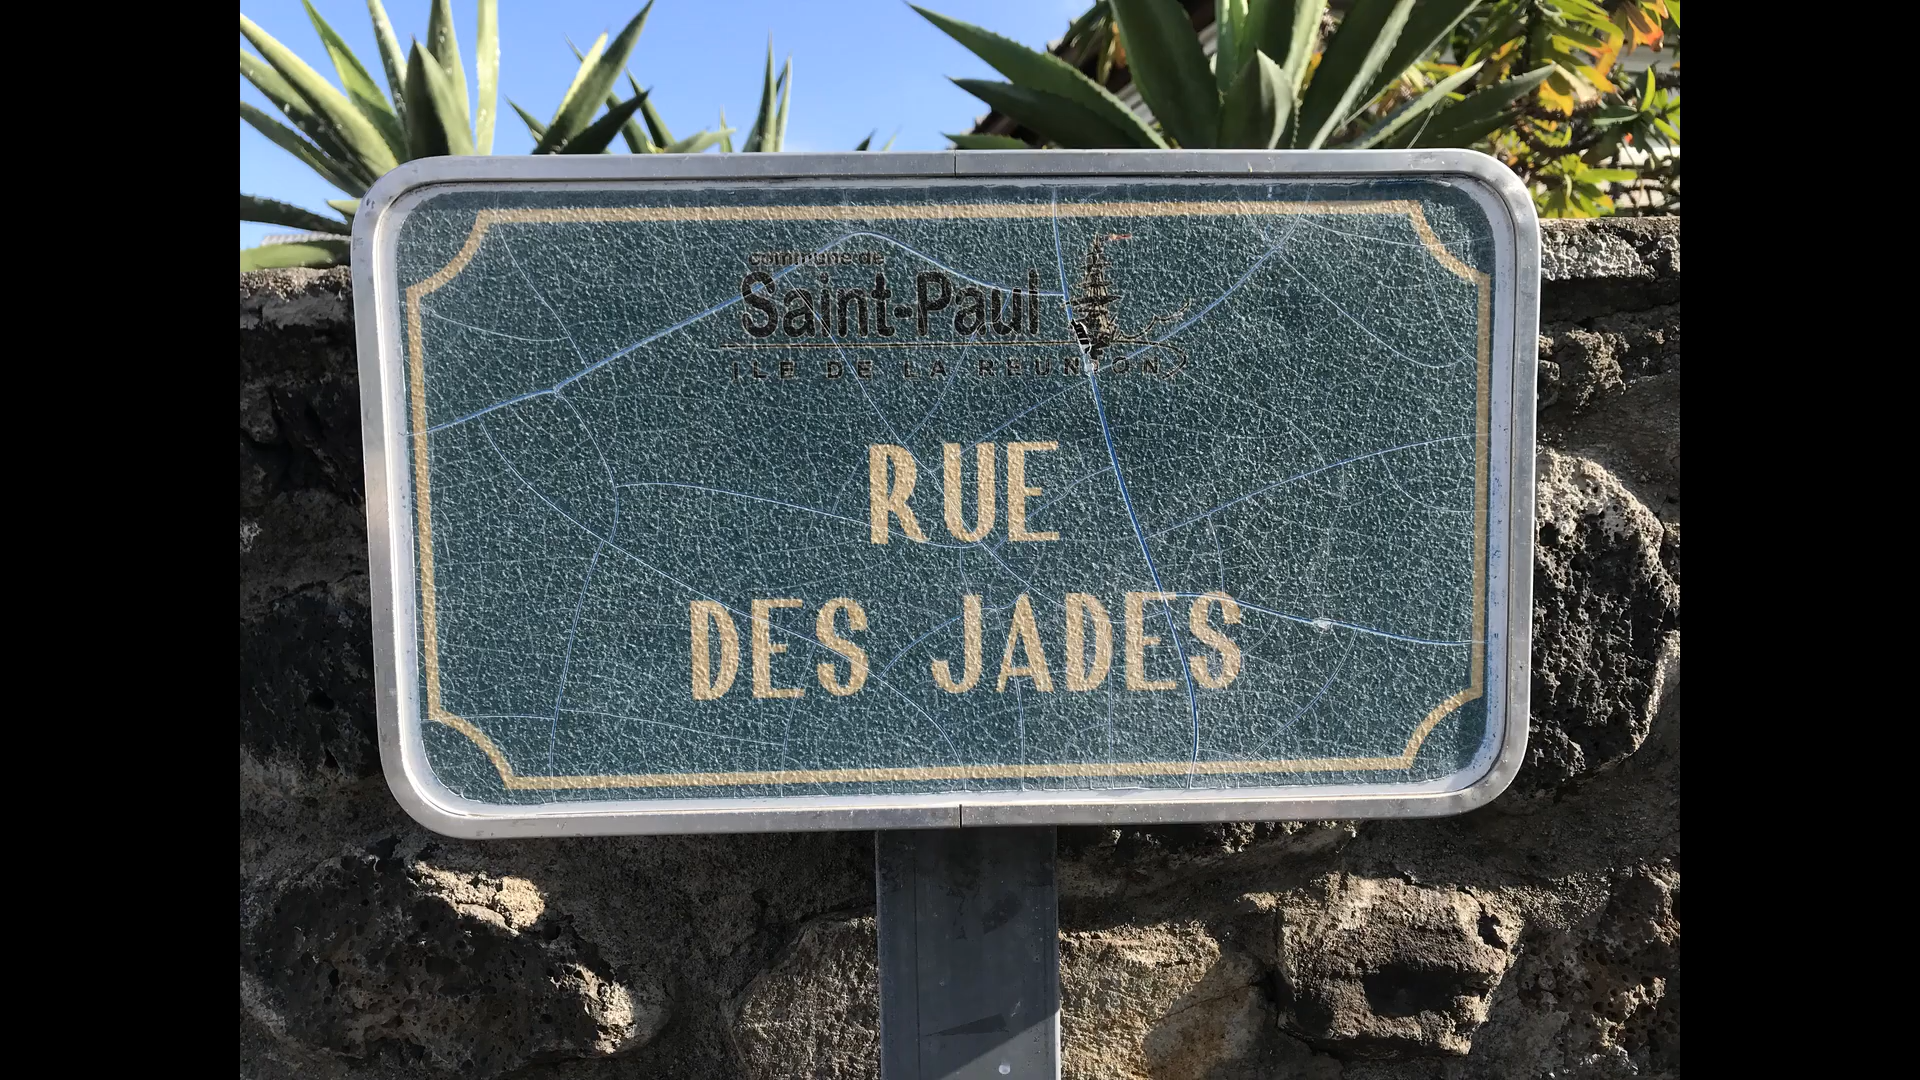 commune de
Saint-Paul
ILE DE LA REUNION
RUE
DES JADES